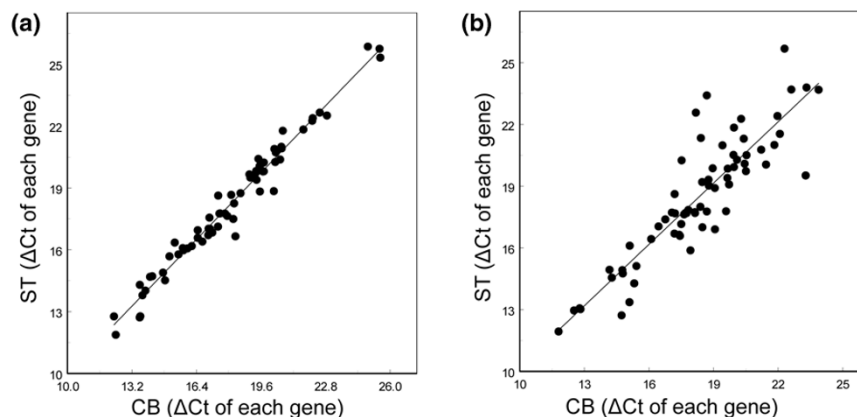 (a)
ST (ΔCt of each gene)
25
22
19
16
13
10
10.0 13.2 16.4 19.6 22.8 26.0
CB (ΔCt of each gene)
(b)
ST (ΔCt of each gene)
25
22
19
16
13
10
10 13 16 19 22 25
CB (ΔCt of each gene)